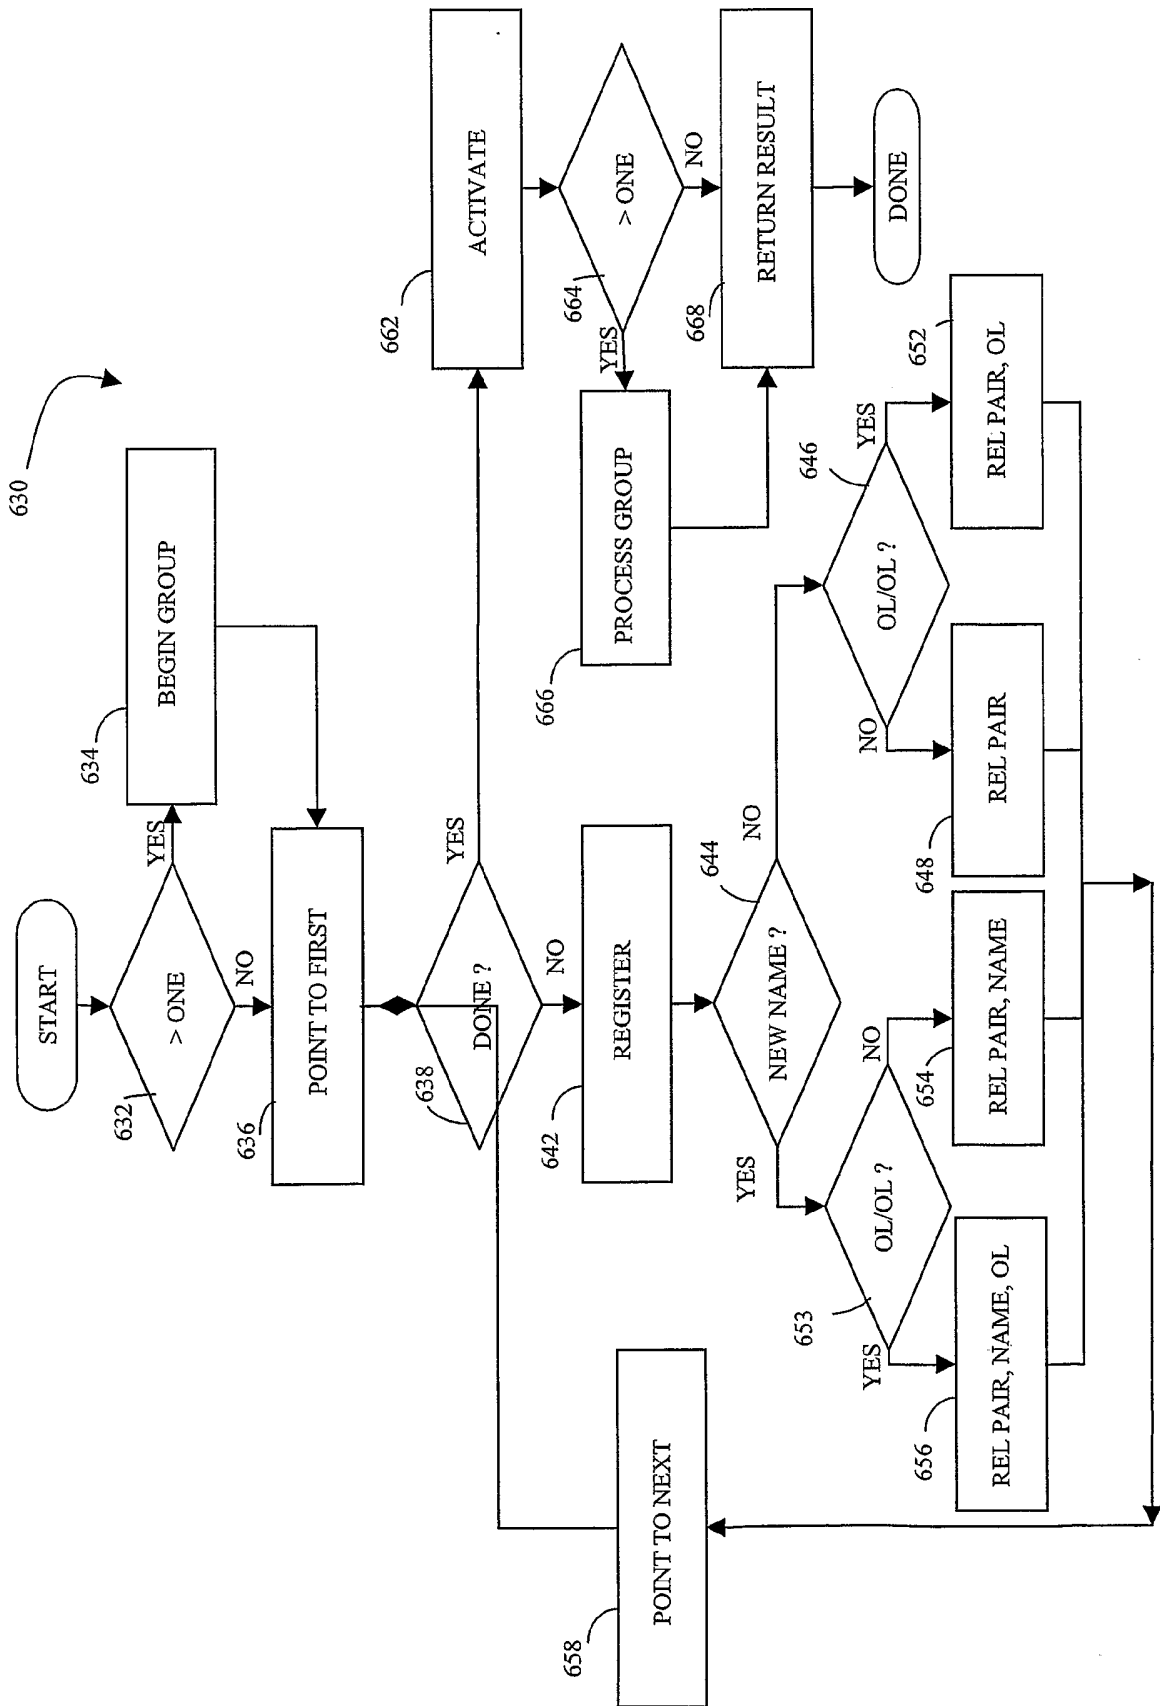 630
START
632
> ONE
YES
NO
634
BEGIN GROUP
636
POINT TO FIRST
638
DONE ?
YES
NO
642
REGISTER
644
NEW NAME ?
YES
NO
653
OL/OL ?
YES
NO
646
OL/OL ?
NO
YES
656
REL PAIR, NAME, OL
654
REL PAIR, NAME
648
REL PAIR
652
REL PAIR, OL
658
POINT TO NEXT
662
ACTIVATE
664
> ONE
YES
NO
666
PROCESS GROUP
668
RETURN RESULT
DONE